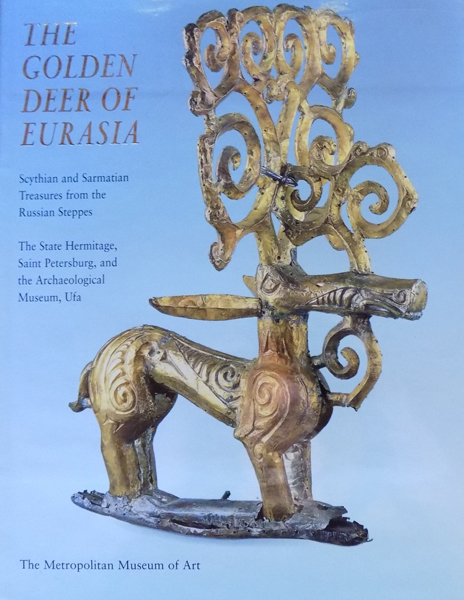 THE
GOLDEN
DEER OF
EURASIA
Scythian and Sarmatian
Treasures from the
Russian Steppes
The State Hermitage,
Saint Petersburg, and
the Archaeological
Museum, Ufa
The Metropolitan Museum of Art